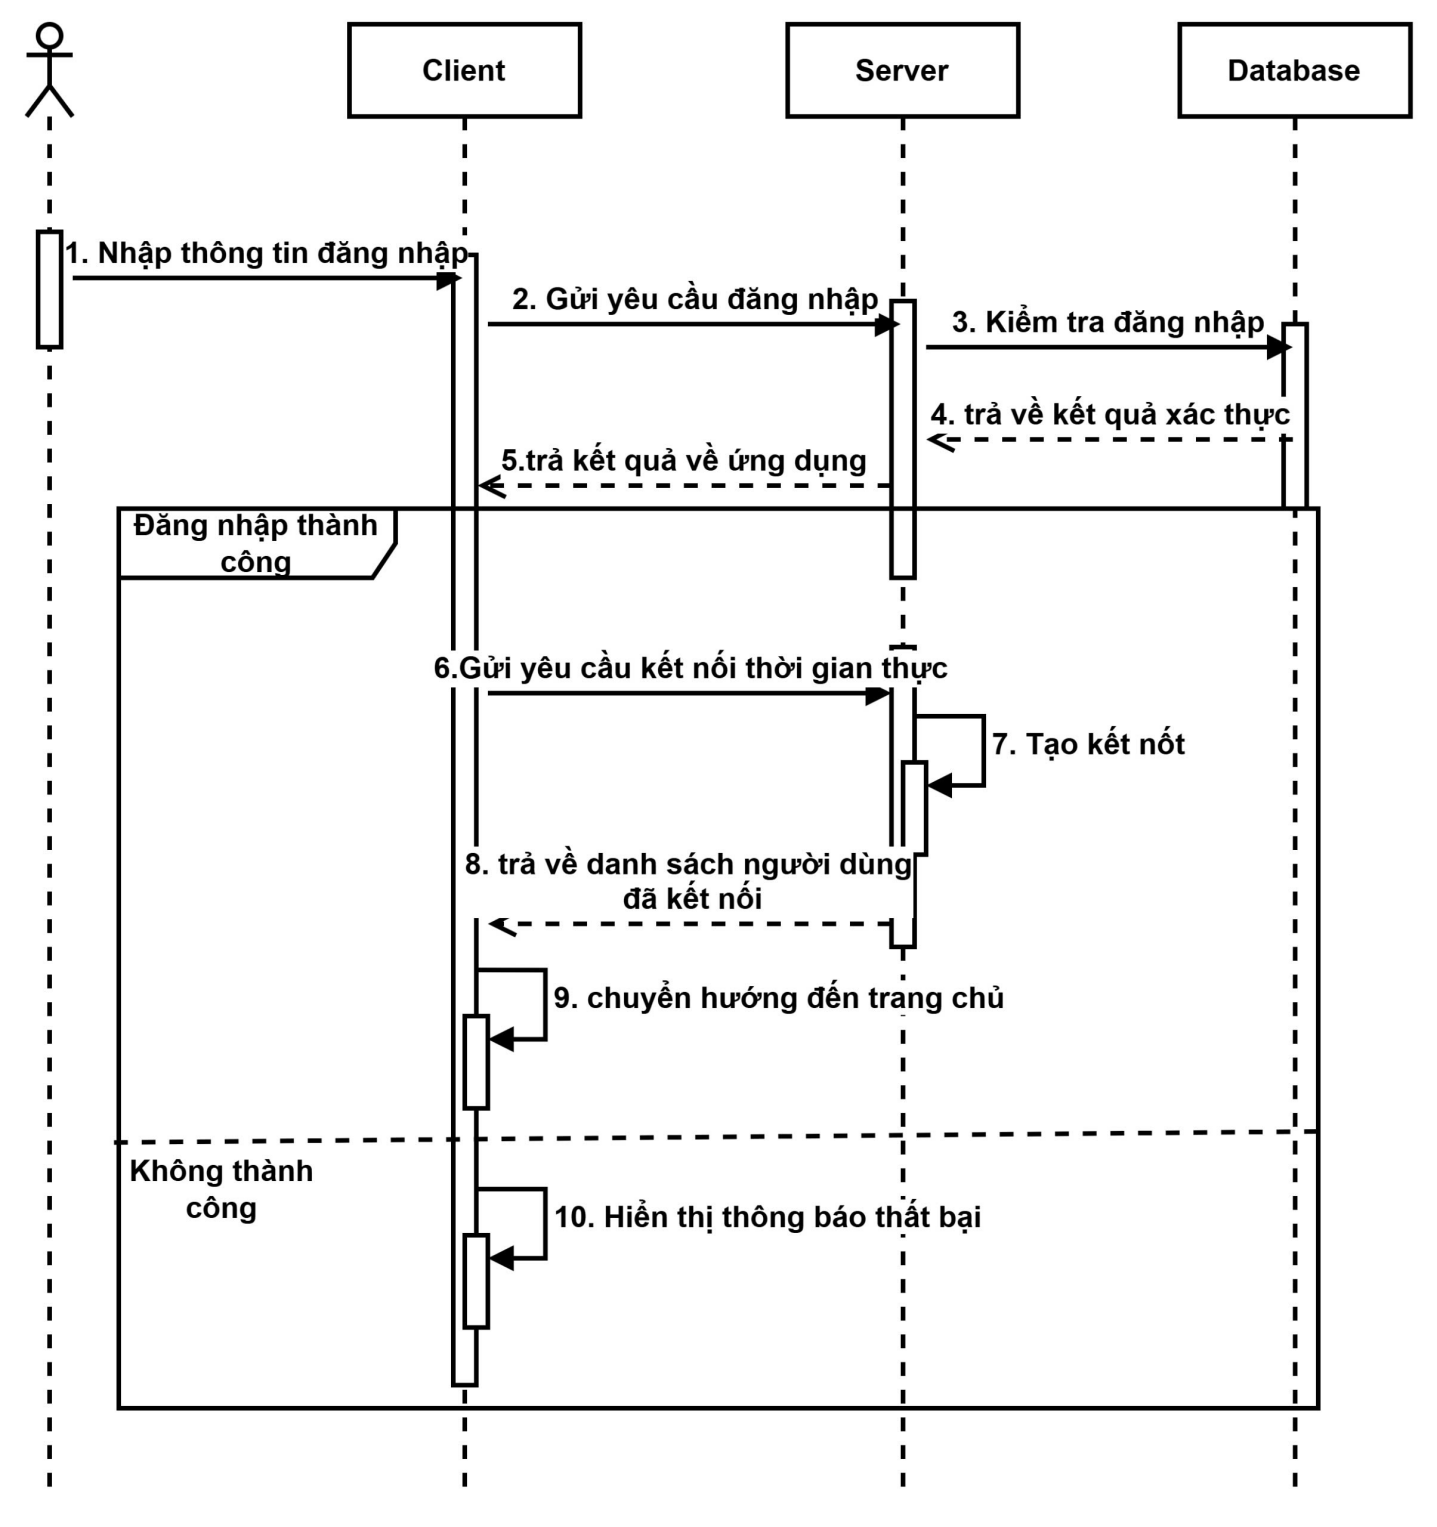 Client
Server
Database
1. Nhập thông tin đăng nhập
2. Gửi yêu cầu đăng nhập
3. Kiểm tra đăng nhập
4. trả về kết quả xác thực
5.trả kết quả về ứng dụng
Đăng nhập thành
công
6.Gửi yêu cầu kết nối thời gian thực
7. Tạo kết nốt
8. trả về danh sách người dùng
đã kết nối
9. chuyển hướng đến trang chủ
Không thành
công
10. Hiển thị thông báo thất bại